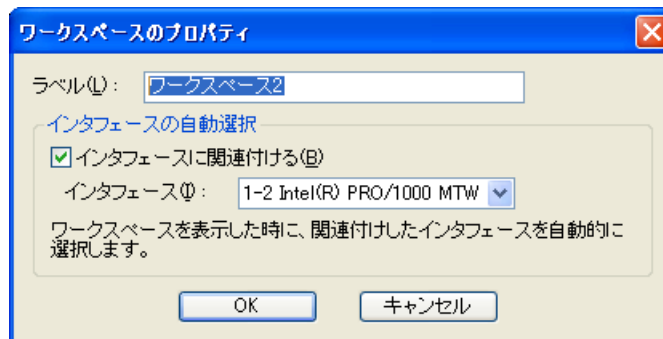 ワークスペースのプロパティ
ラベル(L)： ワークスペース2
インタフェースの自動選択
インタフェースに関連付ける(B)
インタフェース(I)： 1-2 Intel(R) PRO/1000 MTW
ワークスペースを表示した時に、関連付けしたインタフェースを自動的に
選択します。
OK キャンセル